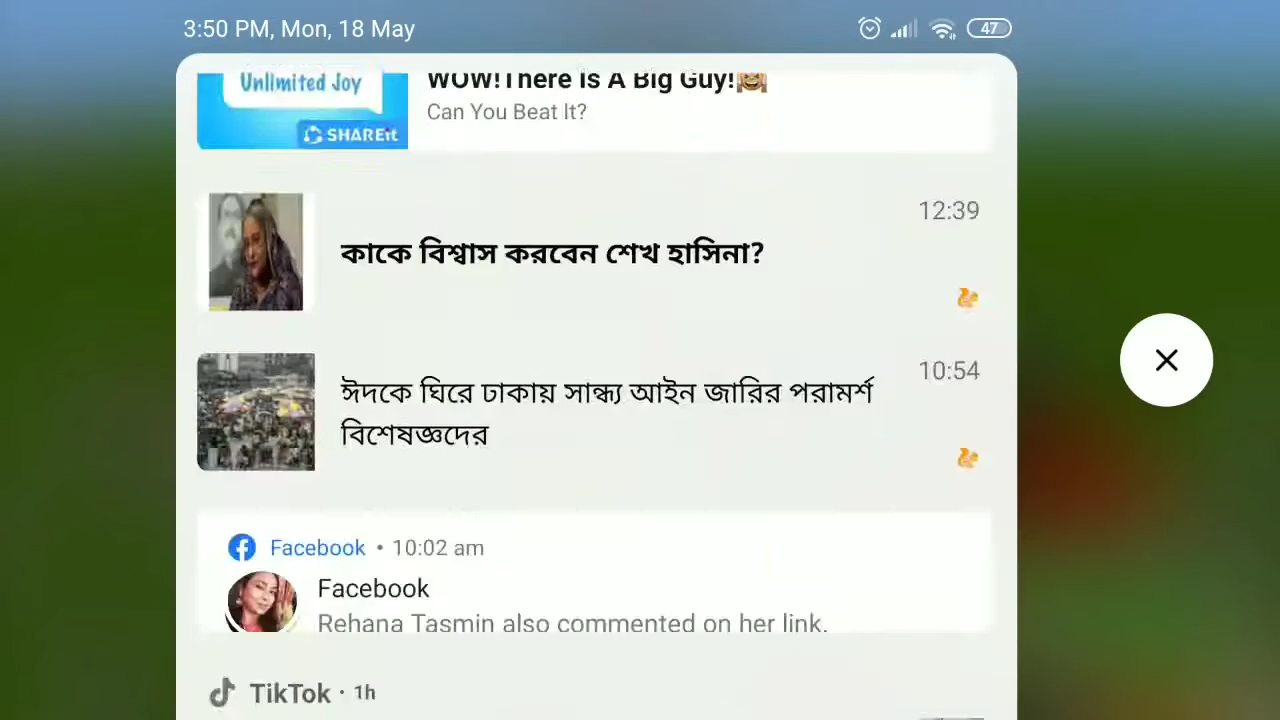 3:50 PM, Mon, 18 May
47
Unlimited Joy
SHAREit
WOW!There Is A Big Guy!
Can You Beat It?
12:39
কাকে বিশ্বাস করবেন শেখ হাসিনা?
10:54
ঈদকে ঘিরে ঢাকায় সান্ধ্য আইন জারির পরামর্শ
বিশেষজ্ঞদের
Facebook • 10:02 am
Facebook
Rehana Tasmin also commented on her link.
TikTok · 1h